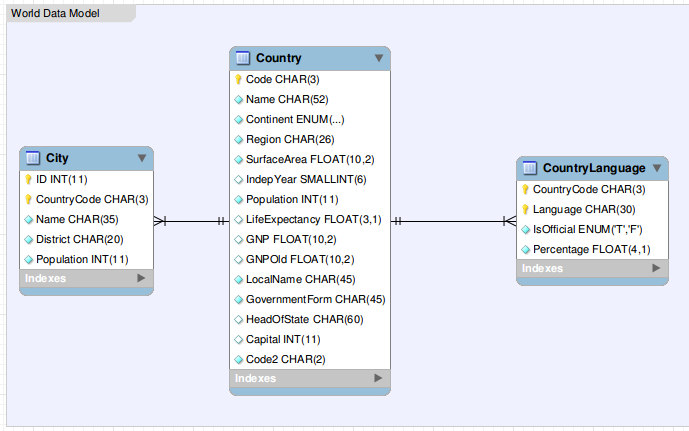 World Data Model
City
ID INT(11)
CountryCode CHAR(3)
Name CHAR(35)
District CHAR(20)
Population INT(11)
Indexes
Country
Code CHAR(3)
Name CHAR(52)
Continent ENUM(...)
Region CHAR(26)
SurfaceArea FLOAT(10,2)
IndepYear SMALLINT(6)
Population INT(11)
LifeExpectancy FLOAT(3,1)
GNP FLOAT(10,2)
GNPOld FLOAT(10,2)
LocalName CHAR(45)
GovernmentForm CHAR(45)
HeadOfState CHAR(60)
Capital INT(11)
Code2 CHAR(2)
Indexes
CountryLanguage
CountryCode CHAR(3)
Language CHAR(30)
IsOfficial ENUM('T','F')
Percentage FLOAT(4,1)
Indexes